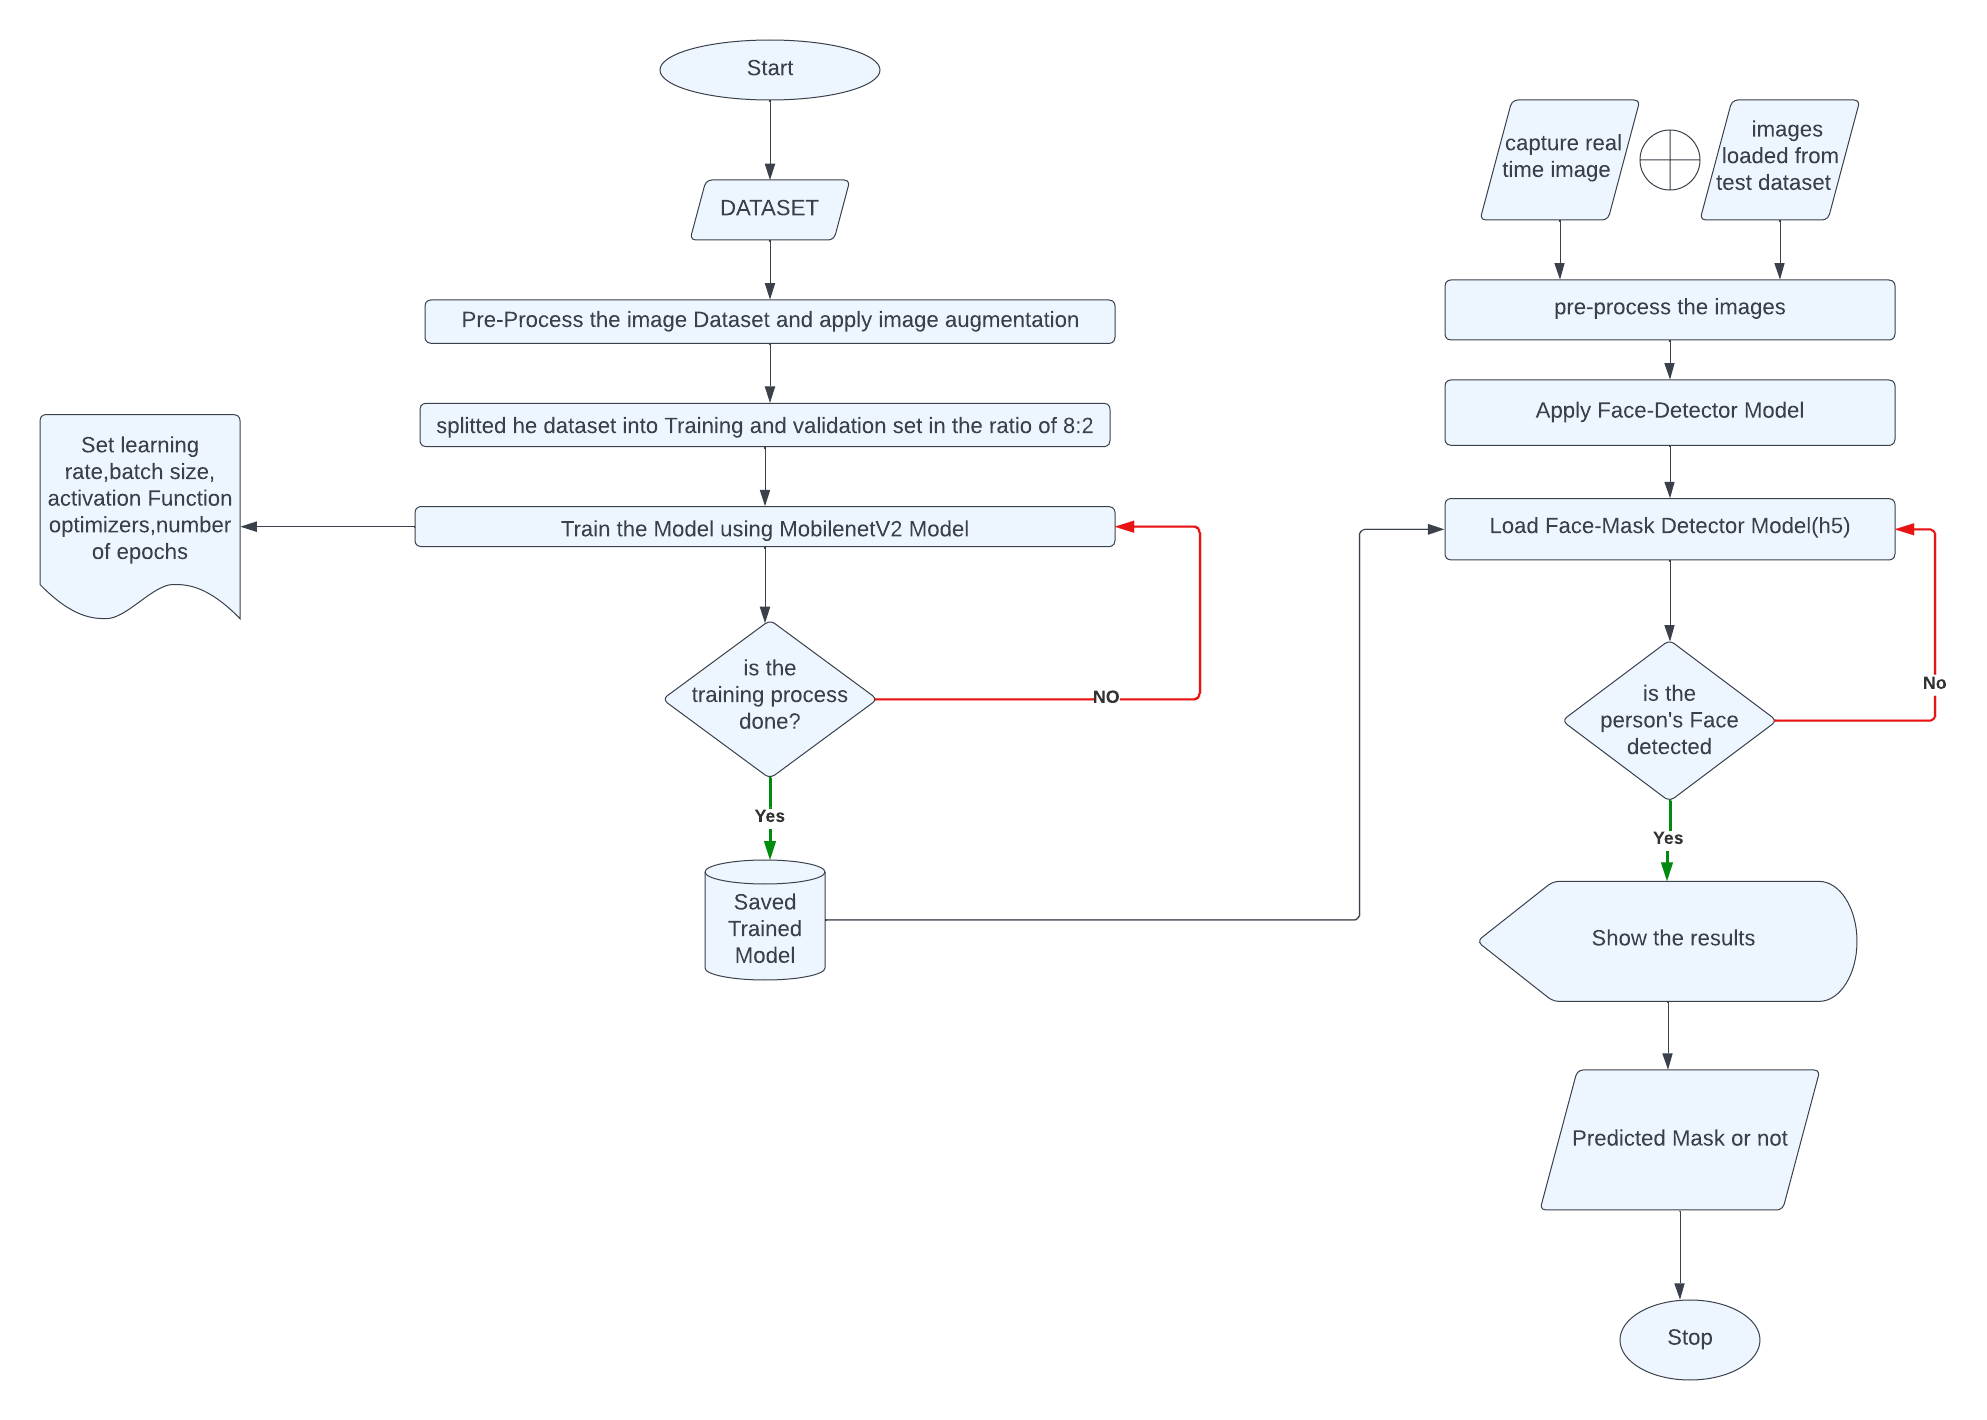 Start
DATASET
Pre-Process the image Dataset and apply image augmentation
splitted he dataset into Training and validation set in the ratio of 8:2
Set learning
rate,batch size,
activation Function
optimizers,number
of epochs
Train the Model using MobilenetV2 Model
is the
training process
done?
NO
Yes
Saved
Trained
Model
capture real
time image
images
loaded from
test dataset
pre-process the images
Apply Face-Detector Model
Load Face-Mask Detector Model(h5)
is the
person's Face
detected
No
Yes
Show the results
Predicted Mask or not
Stop